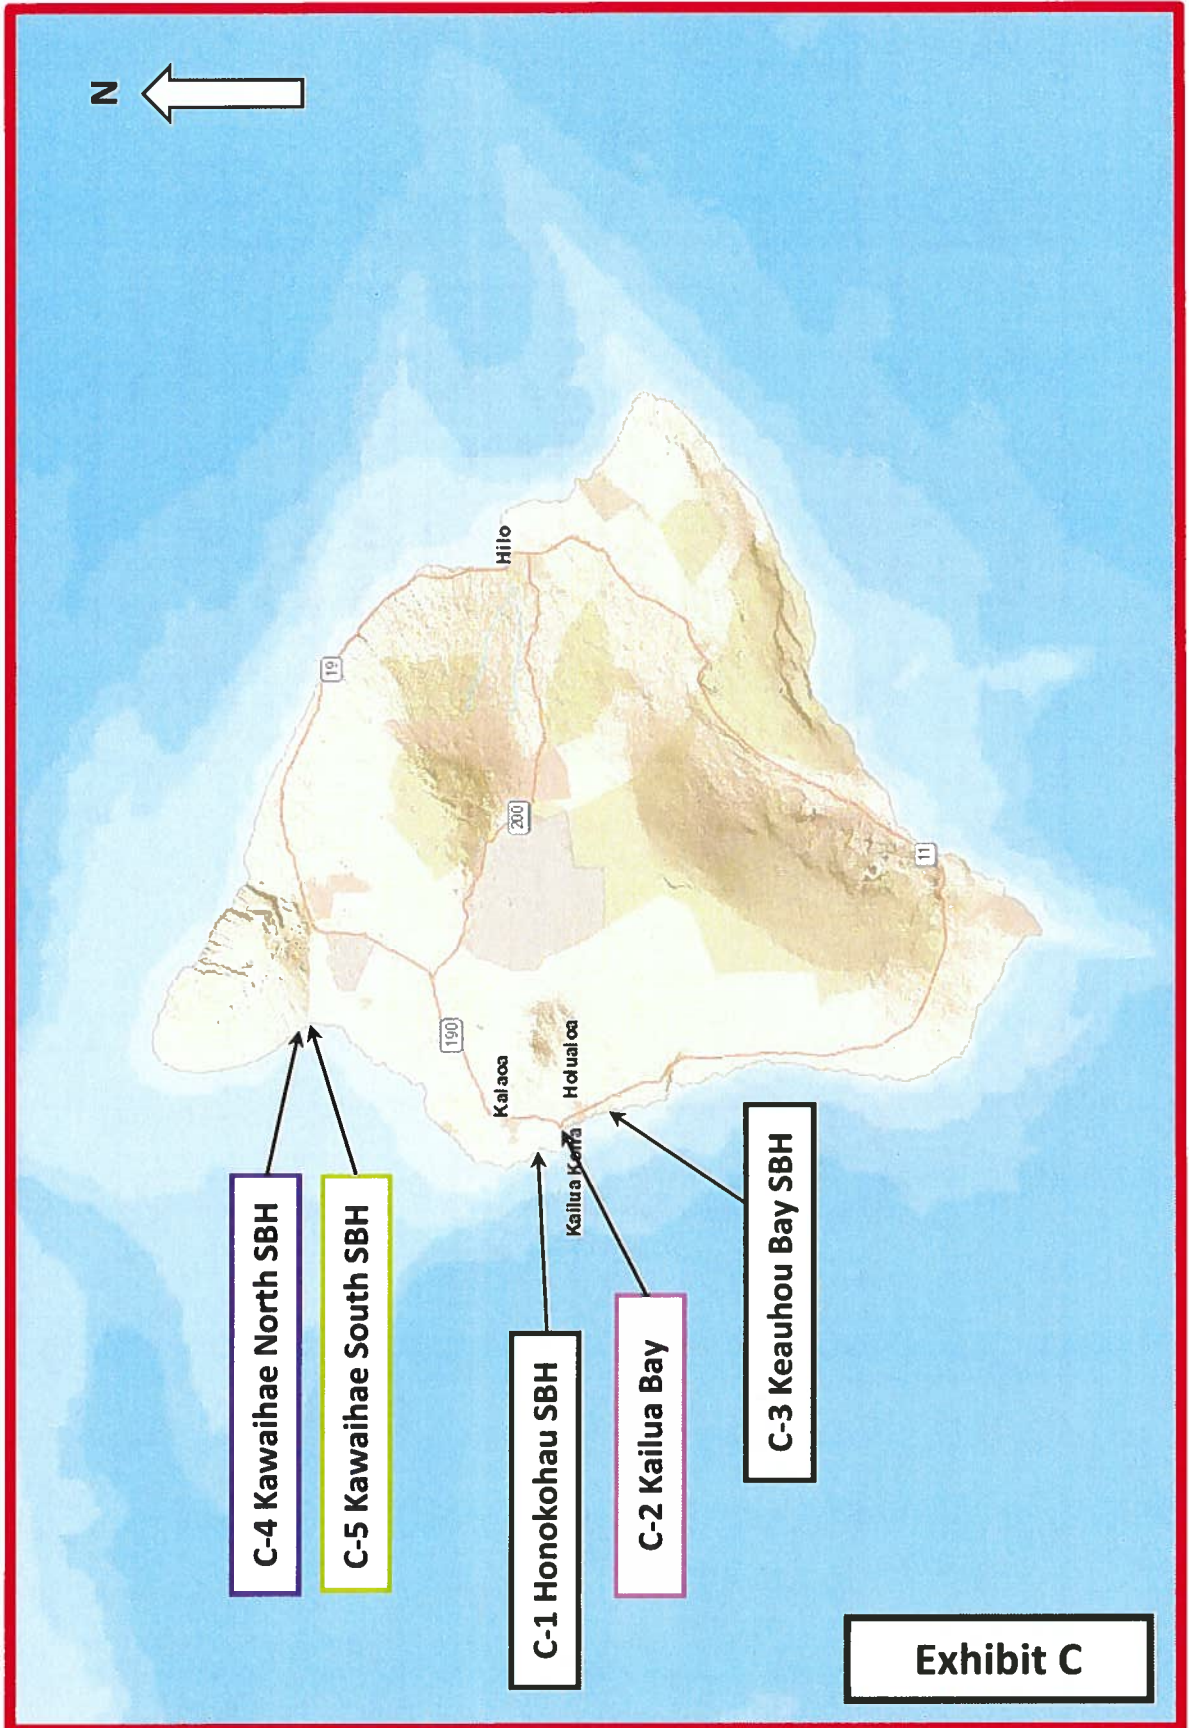 N
C-4 Kawaihae North SBH
19
C-5 Kawaihae South SBH
190
Kalaoa
Hilo
200
C-1 Honokohau SBH
Kailua Kona
Holualoa
C-2 Kailua Bay
C-3 Keauhou Bay SBH
11
Exhibit C